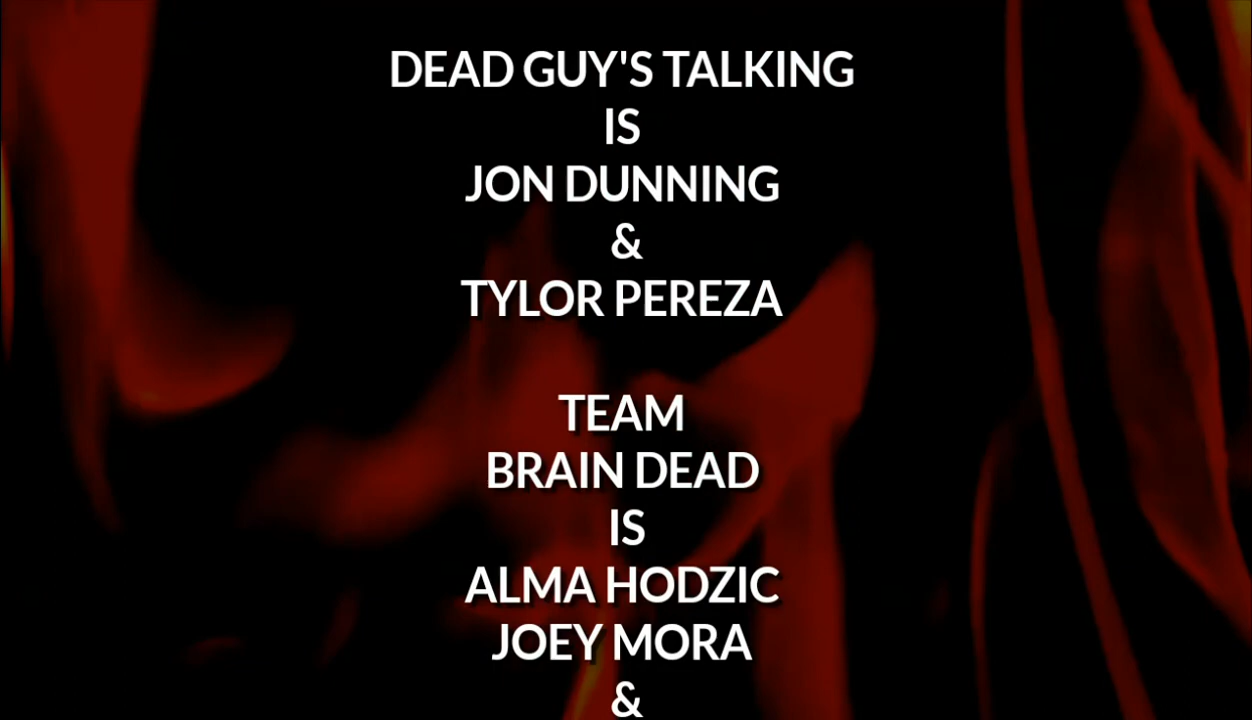 DEAD GUY'S TALKING
IS
JON DUNNING
&
TYLOR PEREZA
TEAM
BRAIN DEAD
IS
ALMA HODZIC
JOEY MORA
&